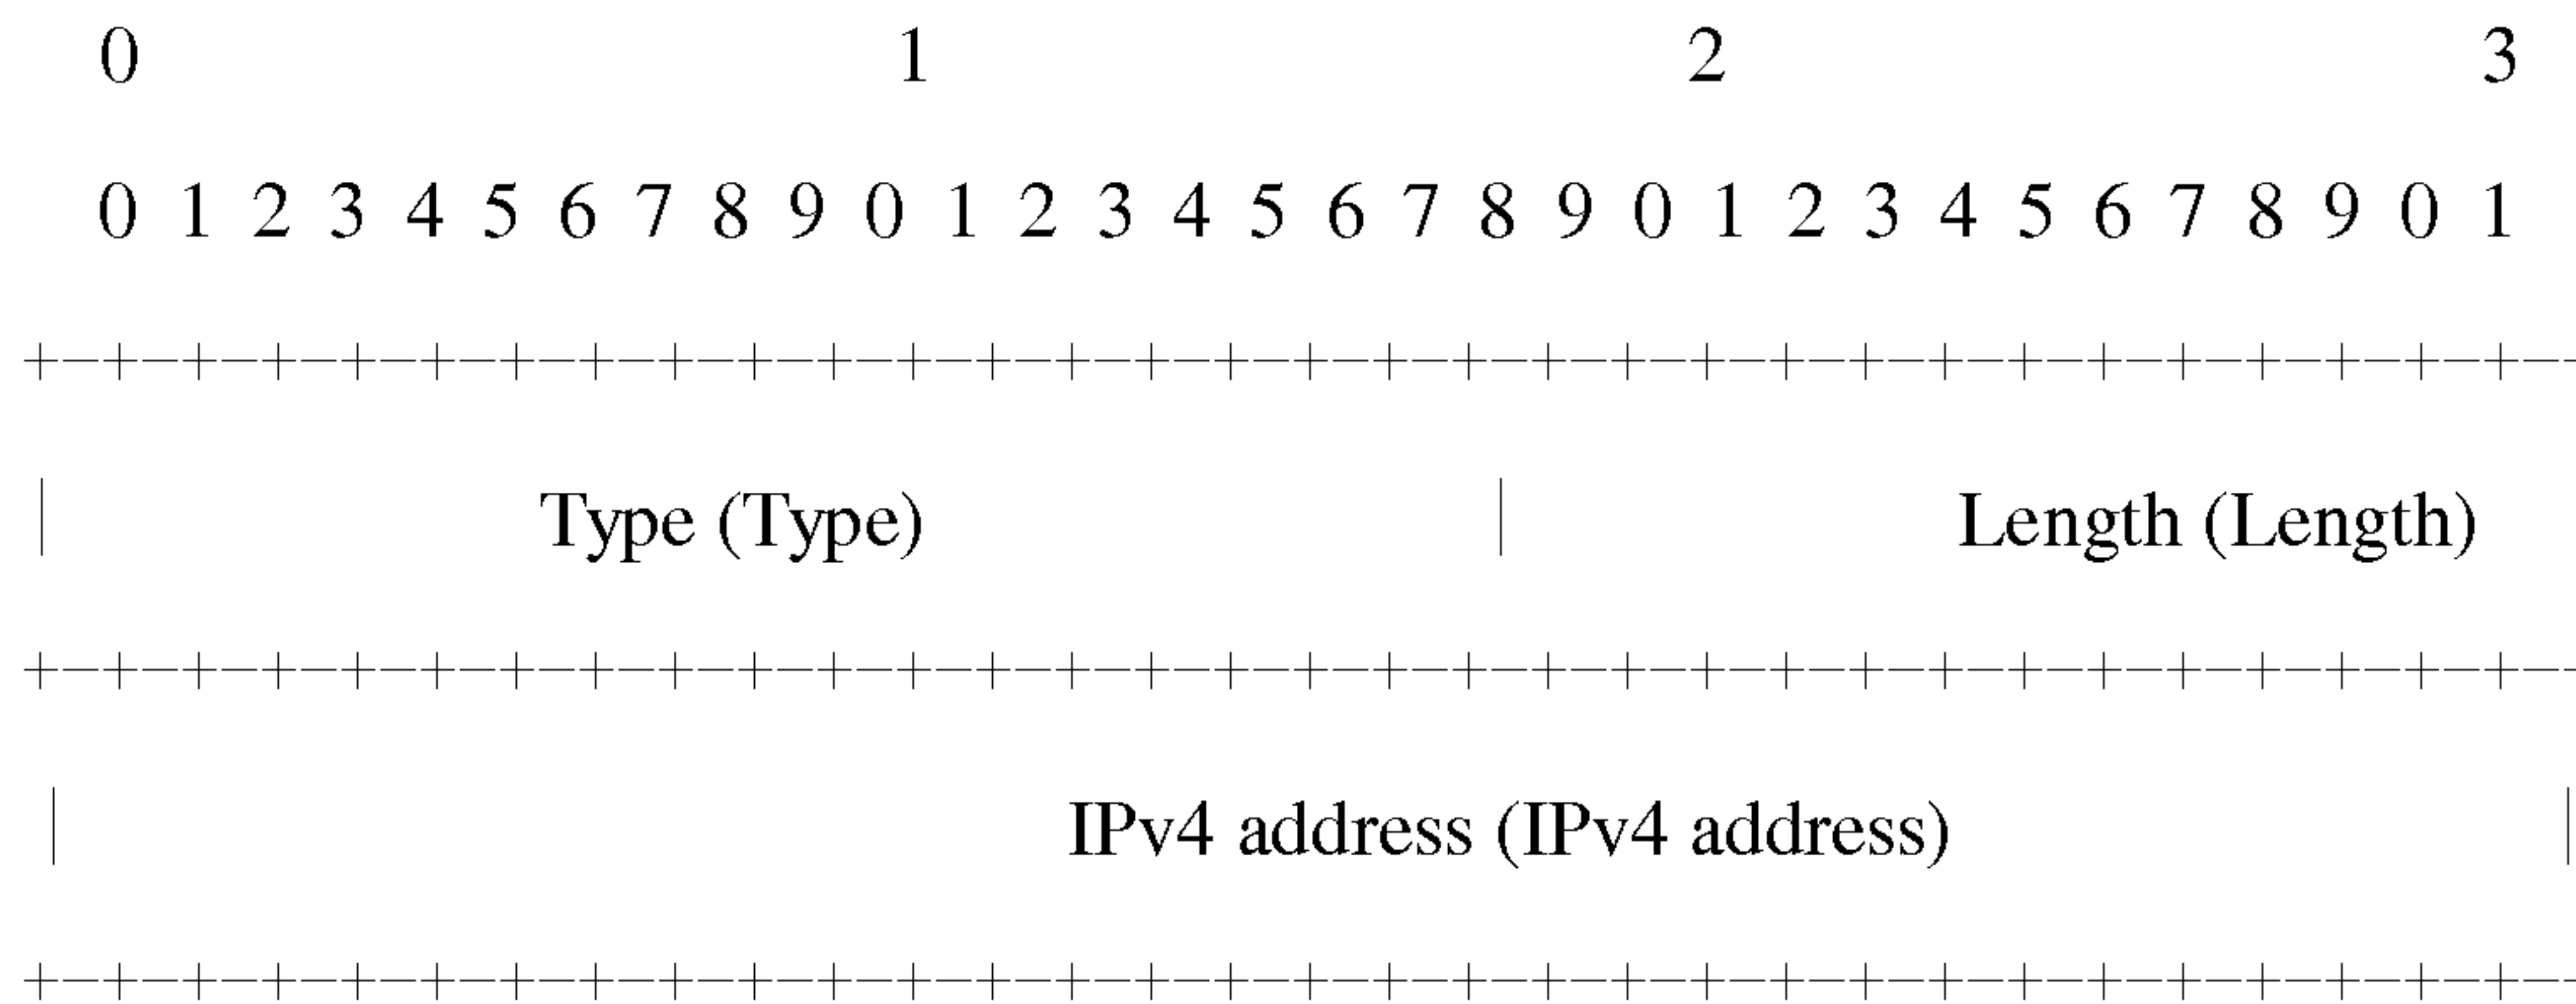 0 1 2 3
0 1 2 3 4 5 6 7 8 9 0 1 2 3 4 5 6 7 8 9 0 1 2 3 4 5 6 7 8 9 0 1
+-+-+-+-+-+-+-+-+-+-+-+-+-+-+-+-+-+-+-+-+-+-+-+-+-+-+-+-+-+-+-+-
| Type (Type) | Length (Length)
+-+-+-+-+-+-+-+-+-+-+-+-+-+-+-+-+-+-+-+-+-+-+-+-+-+-+-+-+-+-+-+-
| IPv4 address (IPv4 address) |
+-+-+-+-+-+-+-+-+-+-+-+-+-+-+-+-+-+-+-+-+-+-+-+-+-+-+-+-+-+-+-+-